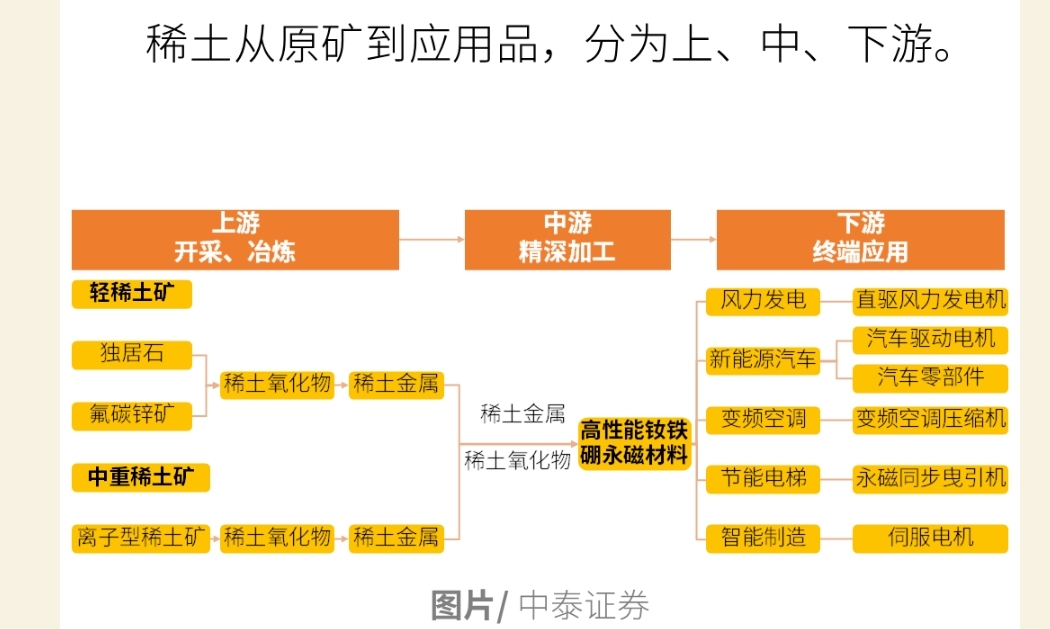 稀土从原矿到应用品，分为上、中、下游。
上游
开采、冶炼
中游
精深加工
下游
终端应用
轻稀土矿
独居石
氟碳锌矿
稀土氧化物
稀土金属
中重稀土矿
离子型稀土矿
稀土氧化物
稀土金属
稀土金属
稀土氧化物
高性能钕铁
硼永磁材料
风力发电
直驱风力发电机
新能源汽车
汽车驱动电机
汽车零部件
变频空调
变频空调压缩机
节能电梯
永磁同步曳引机
智能制造
伺服电机
图片/ 中泰证券